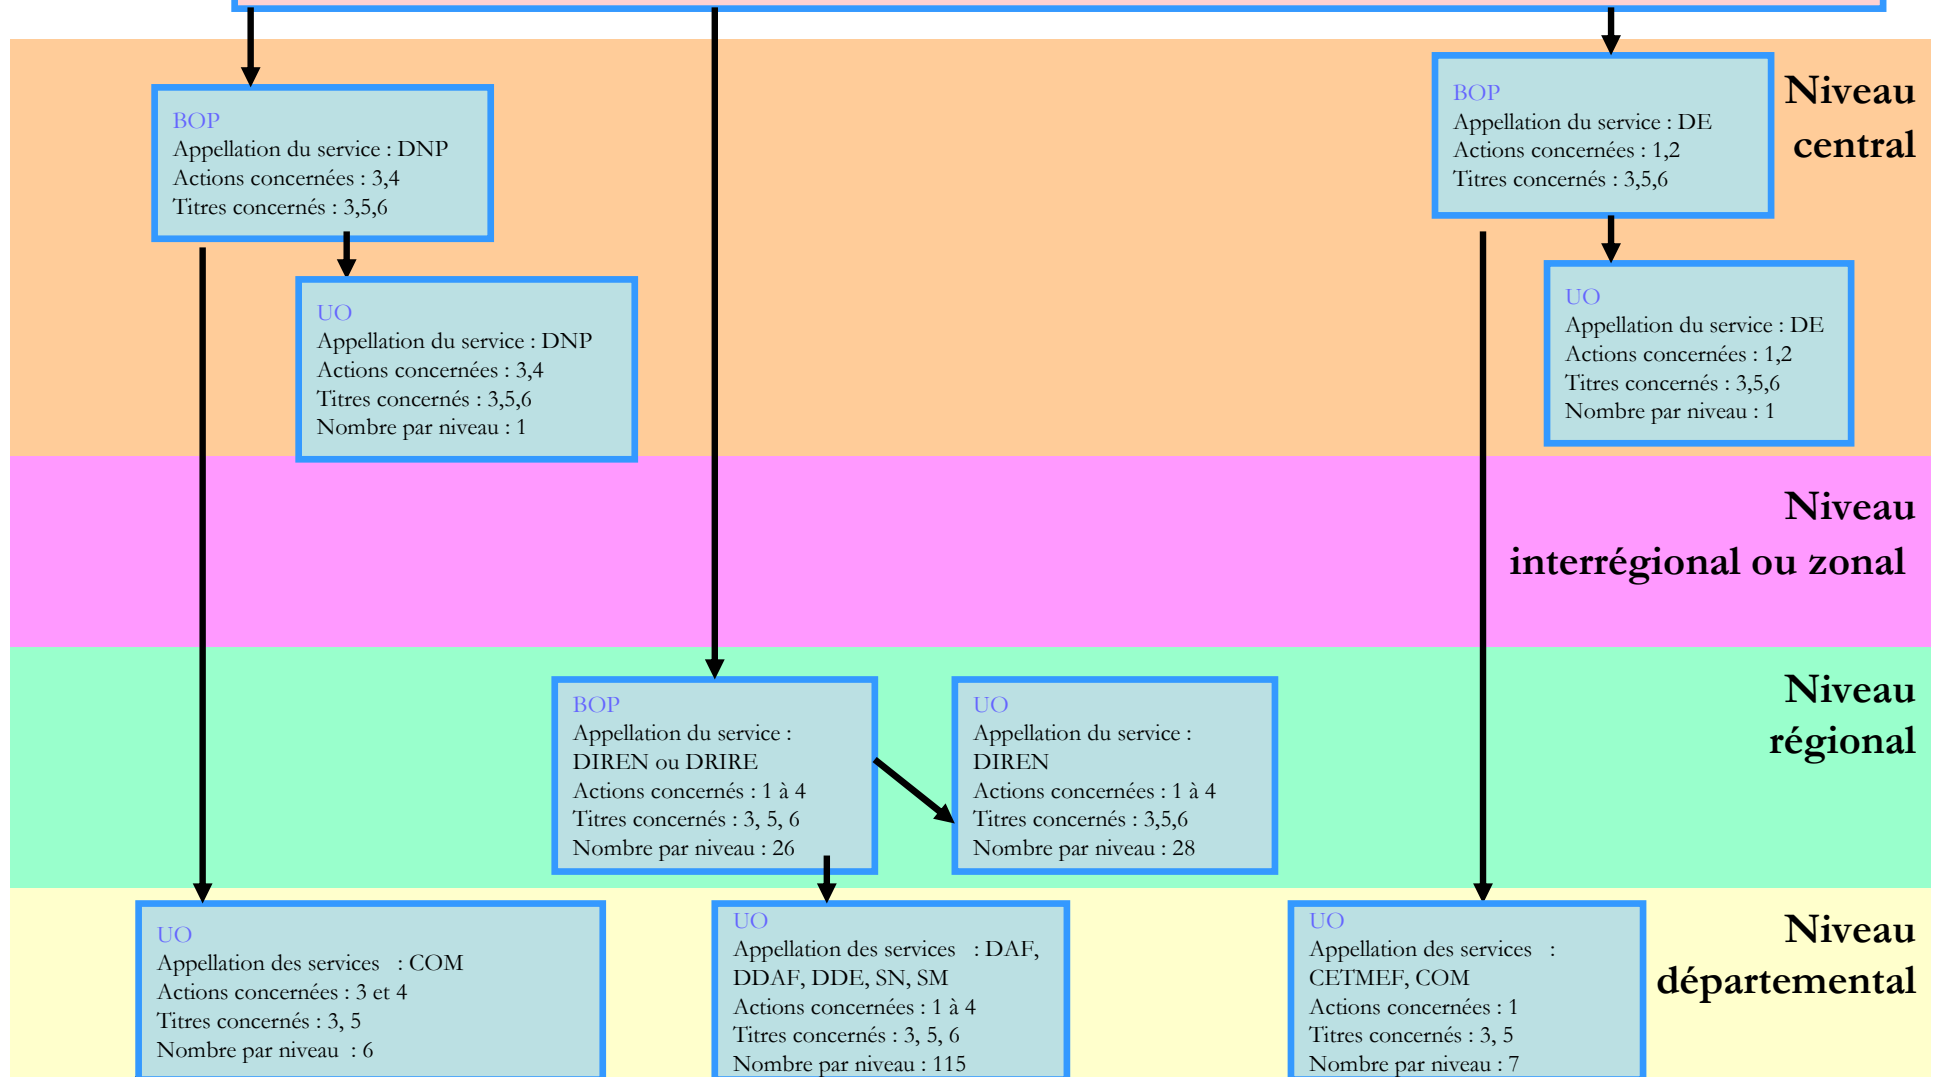 Niveau
central
BOP
Appellation du service : DNP
Actions concernées : 3,4
Titres concernés : 3,5,6
BOP
Appellation du service : DE
Actions concernées : 1,2
Titres concernés : 3,5,6
UO
Appellation du service : DNP
Actions concernées : 3,4
Titres concernés : 3,5,6
Nombre par niveau : 1
UO
Appellation du service : DE
Actions concernées : 1,2
Titres concernés : 3,5,6
Nombre par niveau : 1
Niveau
interrégional ou zonal
Niveau
régional
BOP
Appellation du service :
DIREN ou DRIRE
Actions concernés : 1 à 4
Titres concernés : 3, 5, 6
Nombre par niveau : 26
UO
Appellation du service :
DIREN
Actions concernées : 1 à 4
Titres concernés : 3,5,6
Nombre par niveau : 28
Niveau
départemental
UO
Appellation des services : COM
Actions concernées : 3 et 4
Titres concernés : 3, 5
Nombre par niveau : 6
UO
Appellation des services : DAF,
DDAF, DDE, SN, SM
Actions concernées : 1 à 4
Titres concernés : 3, 5, 6
Nombre par niveau : 115
UO
Appellation des services :
CETMEF, COM
Actions concernées : 1
Titres concernés : 3, 5
Nombre par niveau : 7